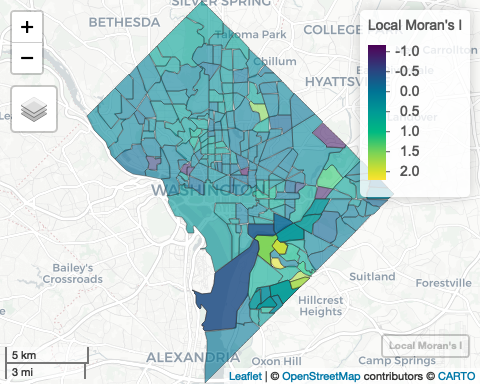 SILVER SPRING
BETHESDA
COLLEGE
Takoma Park
Chillum
HYATTSV
Carrollton
Local Moran's I
-1.0
-0.5
0.0
0.5
1.0
1.5
2.0
+
−
WASHINGTON
Bailey's
Crossroads
Suitland
Forestville
Hillcrest
Heights
Local Moran's I
5 km
3 mi
ALEXANDRIA
Oxon Hill
Camp Springs
Leaflet | © OpenStreetMap contributors © CARTO